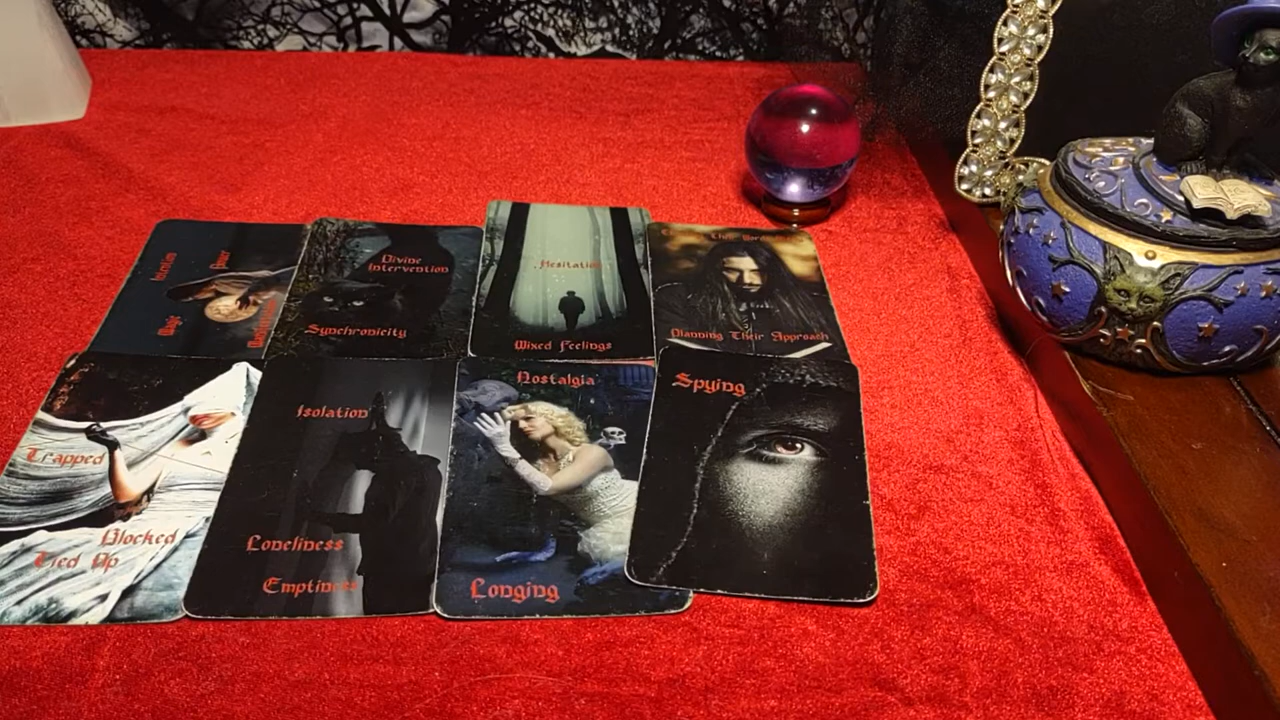 Magic
Divine
Intervention
Synchronicity
Hesitation
Mixed Feelings
Planning Their Approach
Trapped
Blocked
Tied Up
Isolation
Loneliness
Emptiness
Nostalgia
Longing
Spying